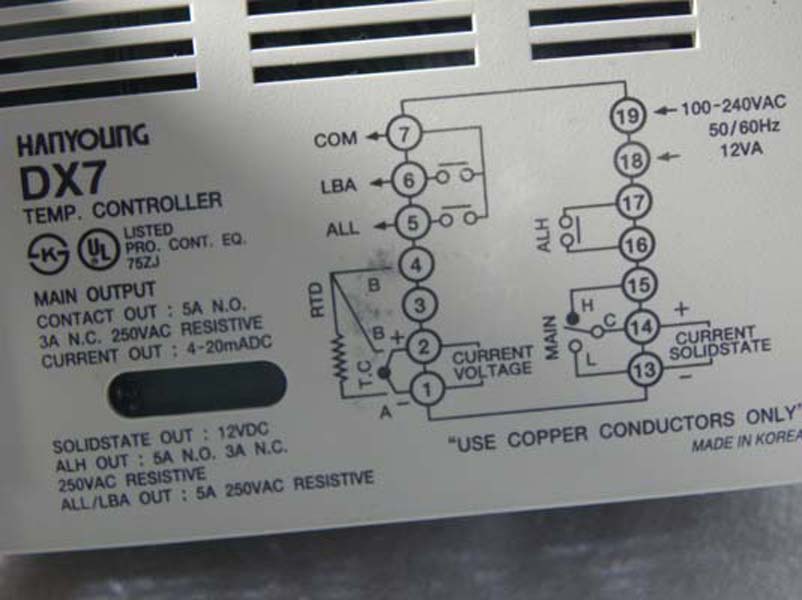 HANYOUNG
DX7
TEMP. CONTROLLER
K
UL
LISTED
PRO. CONT. EQ.
75ZJ
MAIN OUTPUT
CONTACT OUT : 5A N.O.
3A N.C. 250VAC RESISTIVE
CURRENT OUT : 4-20mADC
SOLIDSTATE OUT : 12VDC
ALH OUT : 5A N.O. 3A N.C.
250VAC RESISTIVE
ALL/LBA OUT : 5A 250VAC RESISTIVE
COM 7
LBA 6
ALL 5
4
B
3
RTD
B
+ 2
T.C
1
A -
CURRENT
VOLTAGE
19 100-240VAC
50/60Hz
18 12VA
17
ALH
16
15
H
MAIN
C 14 +
L
13 -
CURRENT
SOLIDSTATE
"USE COPPER CONDUCTORS ONLY"
MADE IN KOREA